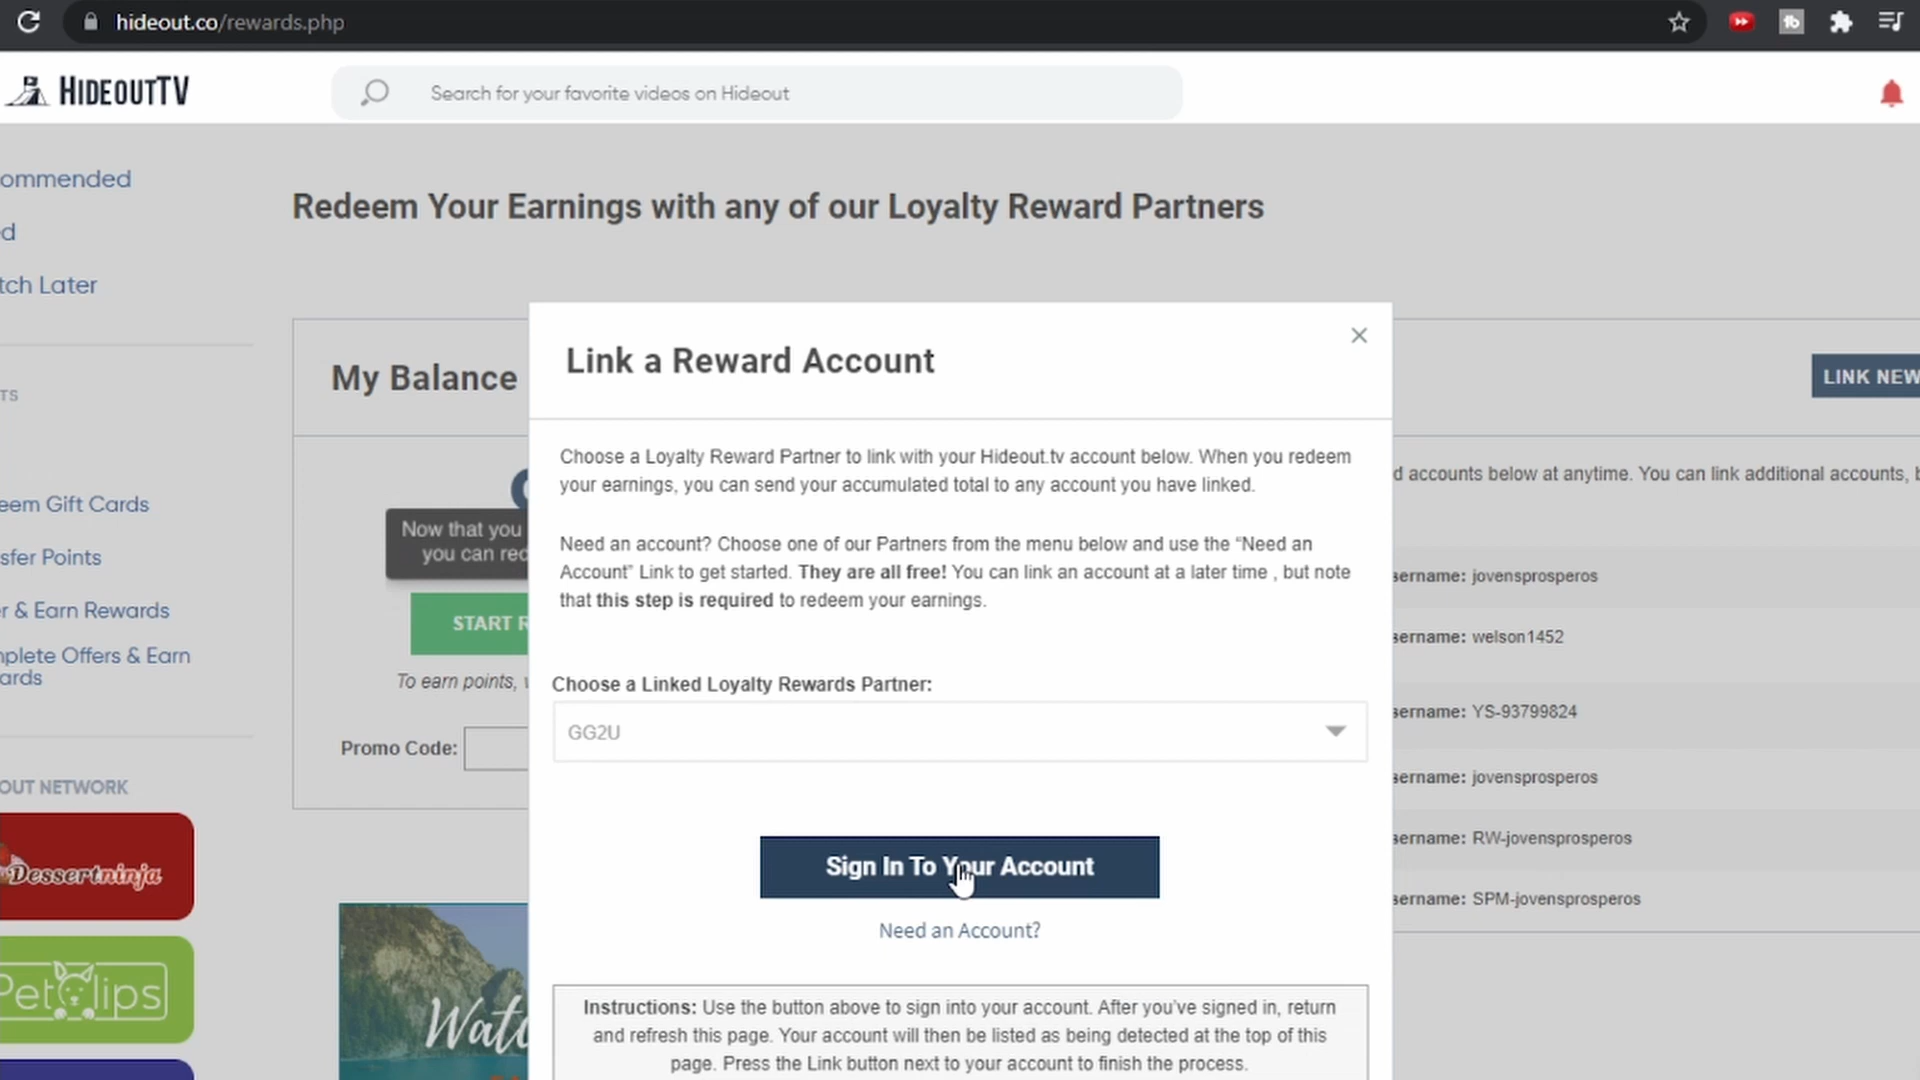 hideout.co/rewards.php
HIDEOUTTV
Search for your favorite videos on Hideout
ommended
d
tch Later
TS
eem Gift Cards
sfer Points
r & Earn Rewards
nplete Offers & Earn
ards
OUT NETWORK
Dessertninja
PetClips
Redeem Your Earnings with any of our Loyalty Reward Partners
My Balance
Now that you
you can red
START R
To earn points,
Promo Code:
Watc
Link a Reward Account
Choose a Loyalty Reward Partner to link with your Hideout.tv account below. When you redeem
your earnings, you can send your accumulated total to any account you have linked.
Need an account? Choose one of our Partners from the menu below and use the “Need an
Account” Link to get started. They are all free! You can link an account at a later time , but note
that this step is required to redeem your earnings.
Choose a Linked Loyalty Rewards Partner:
GG2U
Sign In To Your Account
Need an Account?
Instructions: Use the button above to sign into your account. After you’ve signed in, return
and refresh this page. Your account will then be listed as being detected at the top of this
page. Press the Link button next to your account to finish the process.
LINK NEW
d accounts below at anytime. You can link additional accounts, b
sername: jovensprosperos
sername: welson1452
sername: YS-93799824
sername: jovensprosperos
sername: RW-jovensprosperos
sername: SPM-jovensprosperos